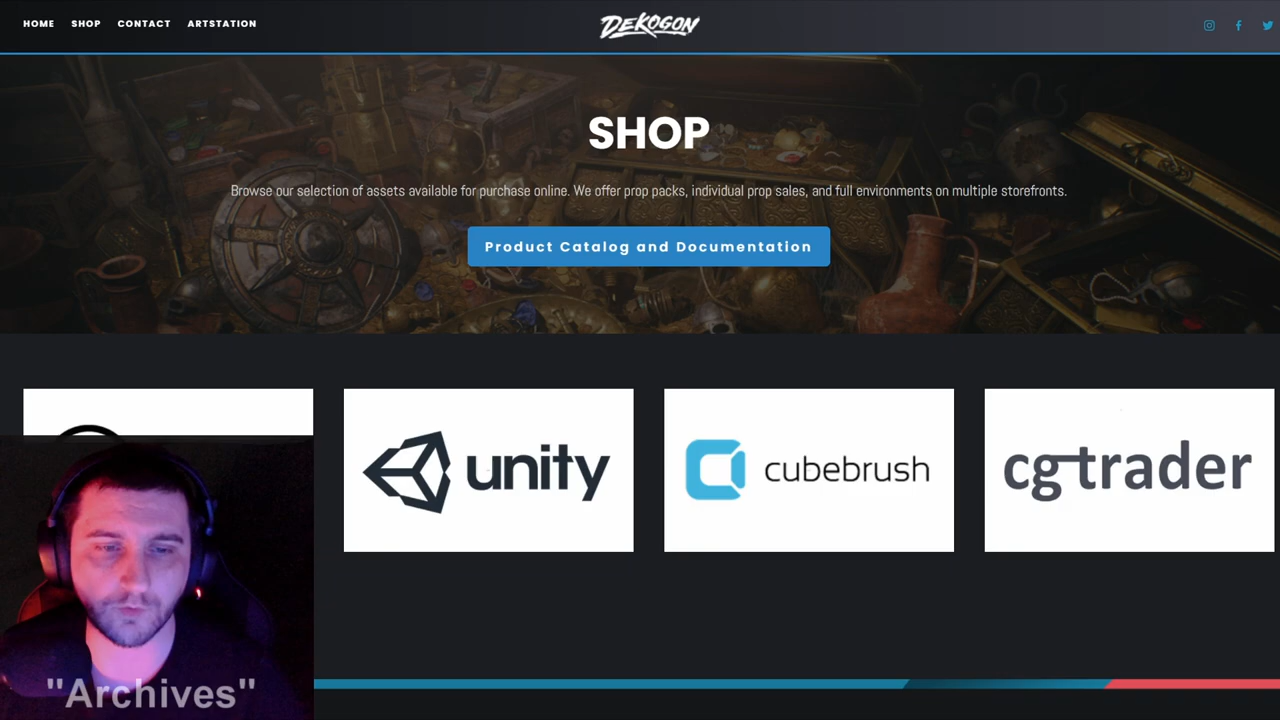 HOME SHOP CONTACT ARTSTATION
DEKOGON
SHOP
Browse our selection of assets available for purchase online. We offer prop packs, individual prop sales, and full environments on multiple storefronts.
Product Catalog and Documentation
unity
cubebrush
cgtrader
"Archives"